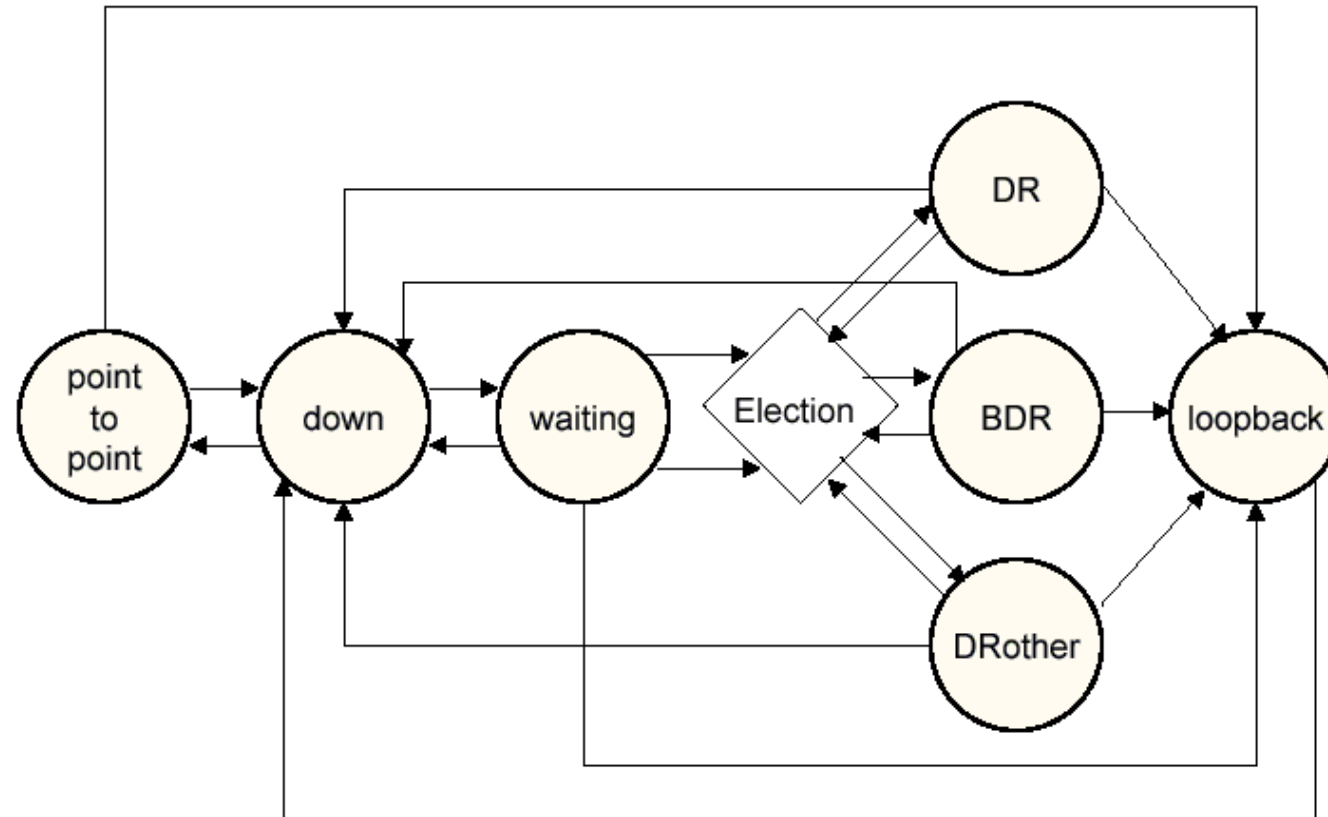 DR
point
to
point
down
waiting
Election
BDR
loopback
DRother